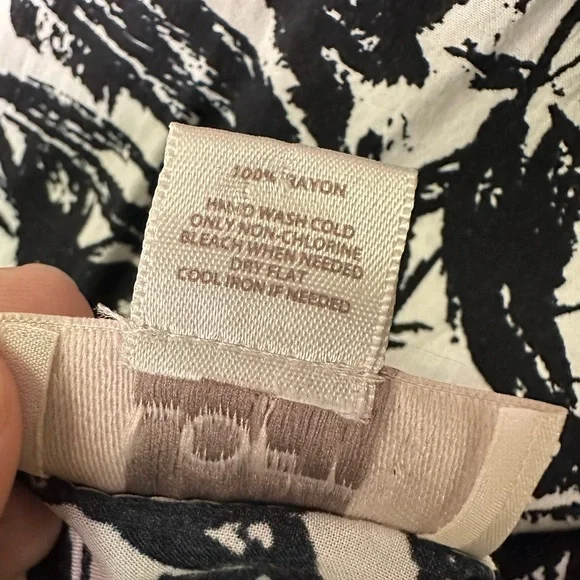 100% RAYON
HAND WASH COLD
ONLY NON-CHLORINE
BLEACH WHEN NEEDED
DRY FLAT
COOL IRON IF NEEDED